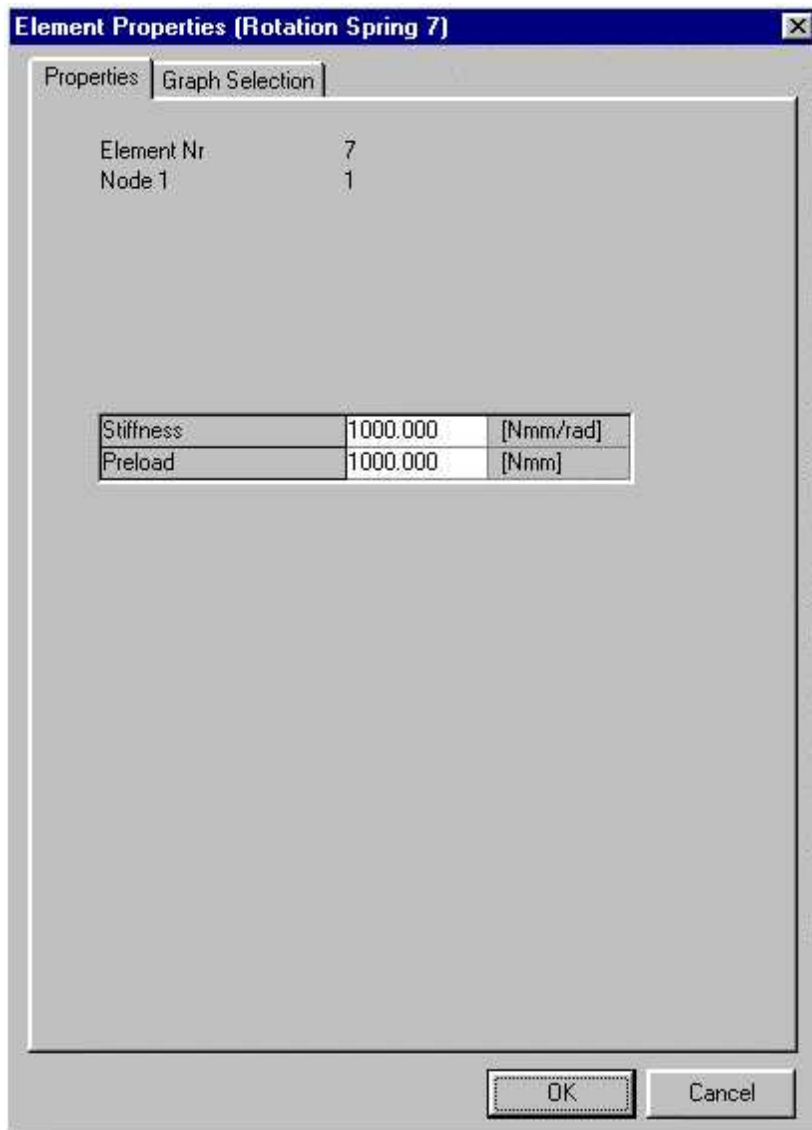 Element Properties (Rotation Spring 7)
Properties Graph Selection
Element Nr 7
Node 1 1
Stiffness 1000.000 [Nmm/rad]
Preload 1000.000 [Nmm]
OK Cancel